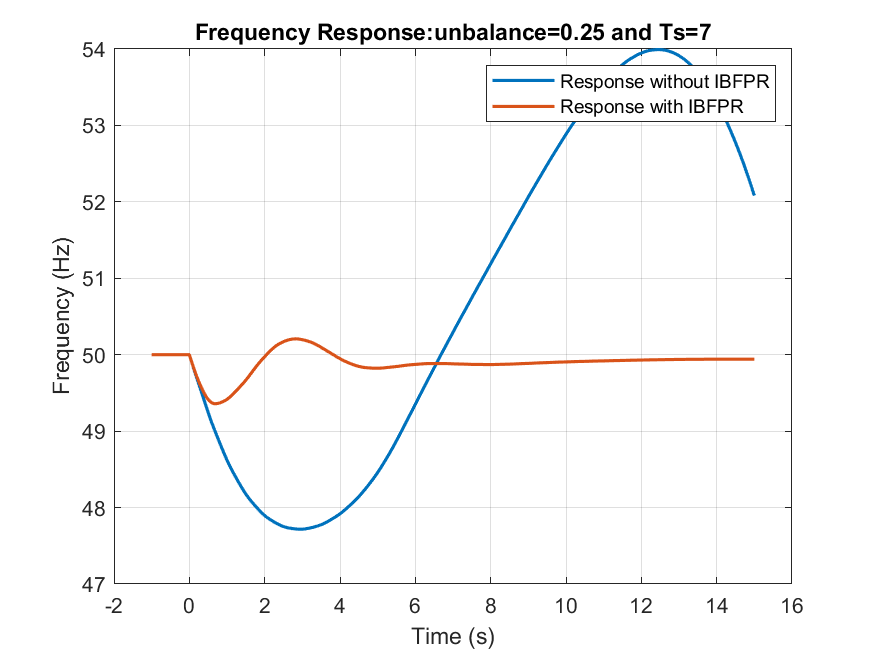 Frequency Response:unbalance=0.25 and Ts=7
Response without IBFPR
Response with IBFPR
54
53
52
51
50
49
48
47
Frequency (Hz)
-2 0 2 4 6 8 10 12 14 16
Time (s)